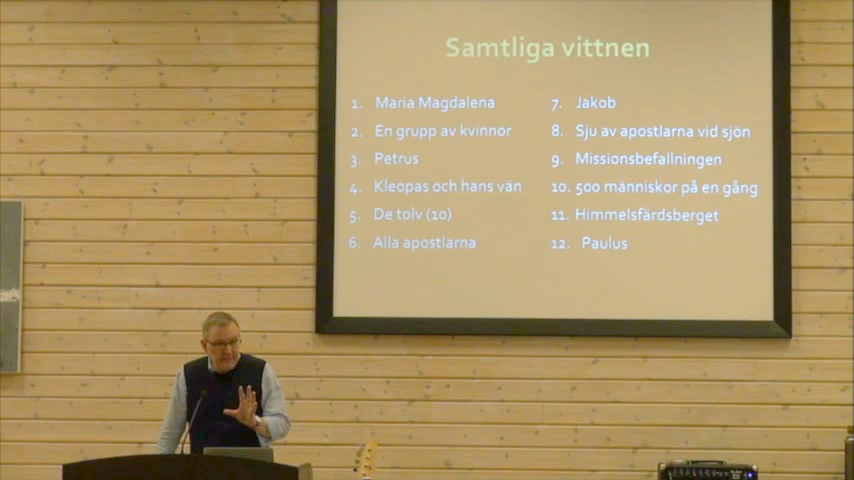 Samtliga vittnen
1. Maria Magdalena
2. En grupp av kvinnor
3. Petrus
4. Kleopas och hans vän
5. De tolv (10)
6. Alla apostlarna
7. Jakob
8. Sju av apostlarna vid sjön
9. Missionsbefallningen
10. 500 människor på en gång
11. Himmelsfärdsberget
12. Paulus